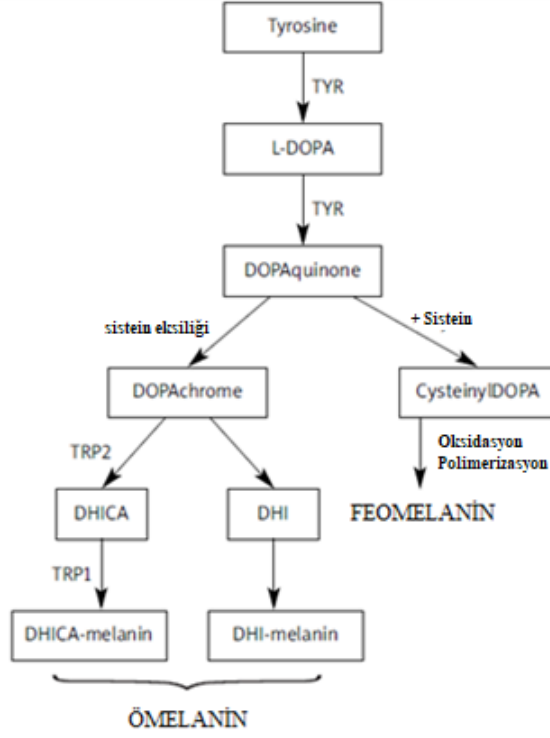 Tyrosine
TYR
L-DOPA
TYR
DOPAquinone
sistein eksiliği
+ Sistein
DOPAchrome
CysteinylDOPA
TRP2
Oksidasyon
Polimerizasyon
DHICA
DHI
FEOMELANİN
TRP1
DHICA-melanin
DHI-melanin
ÖMELANİN